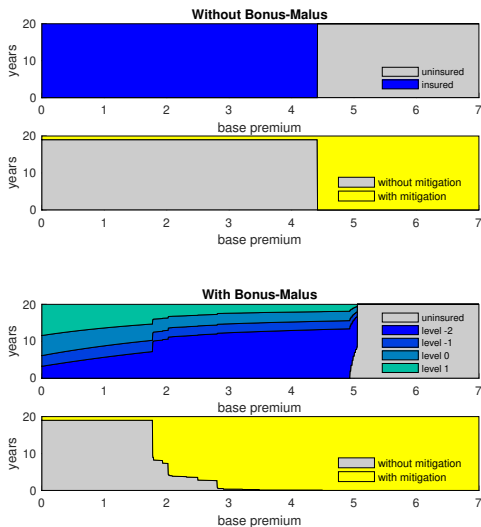 Without Bonus-Malus
20
10
0
years
uninsured
insured
0 1 2 3 4 5 6 7
base premium
20
10
0
years
without mitigation
with mitigation
0 1 2 3 4 5 6 7
base premium
With Bonus-Malus
20
10
0
years
uninsured
level -2
level -1
level 0
level 1
0 1 2 3 4 5 6 7
base premium
20
10
0
years
without mitigation
with mitigation
0 1 2 3 4 5 6 7
base premium